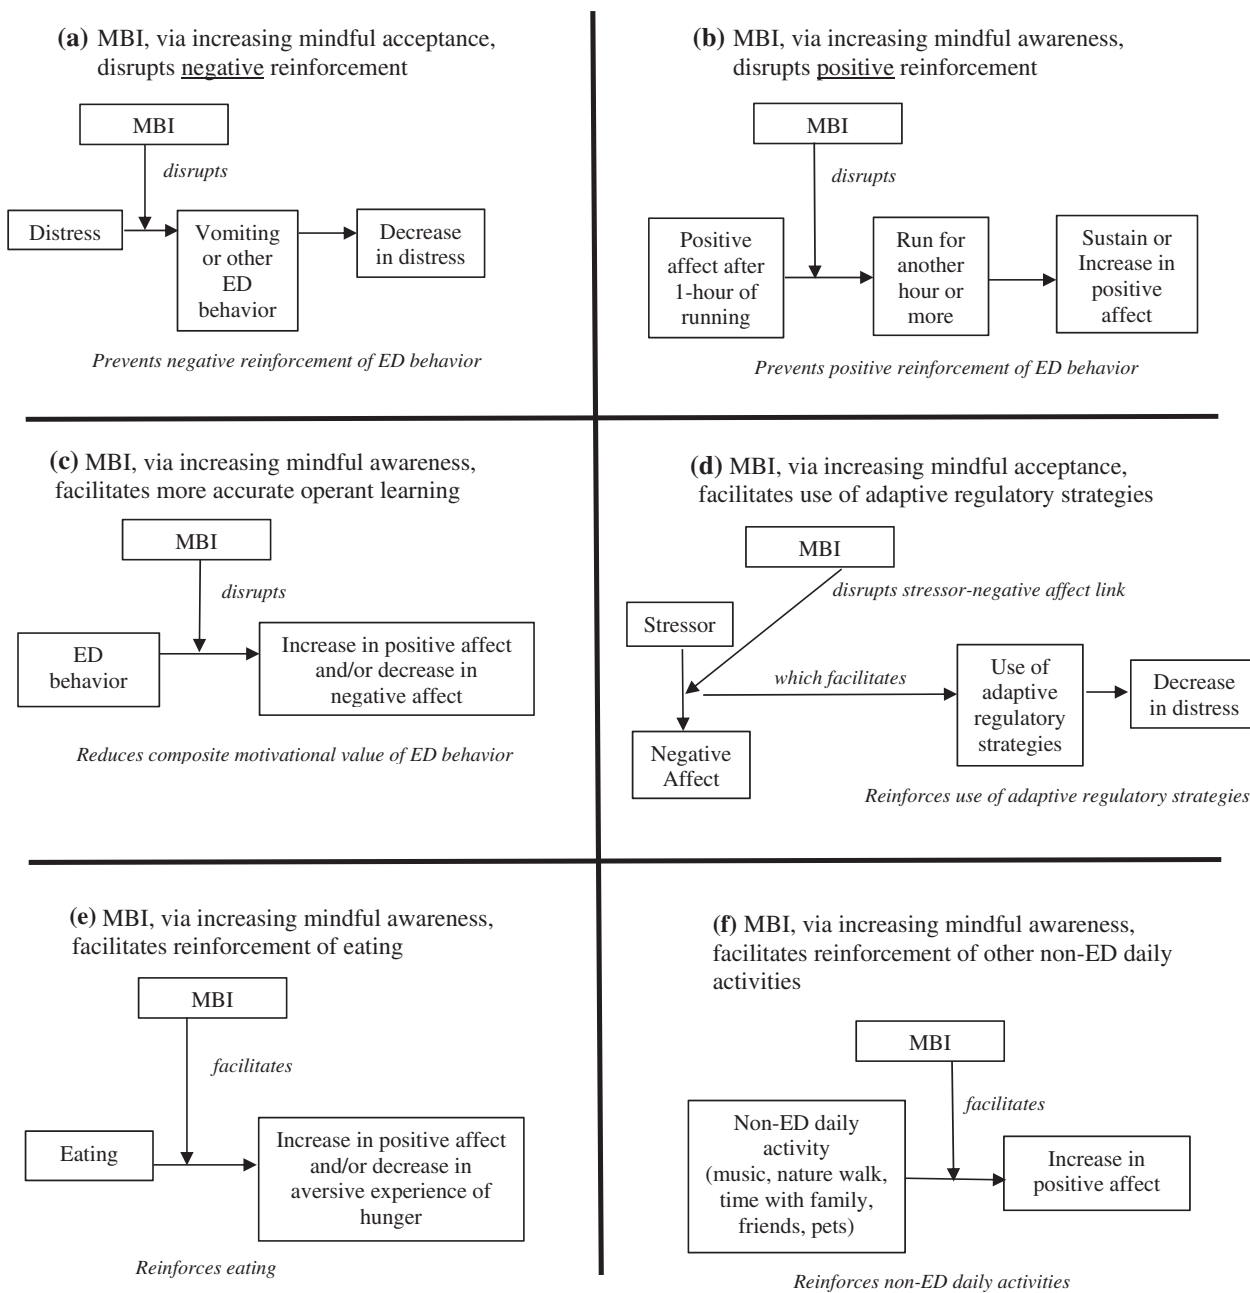 (a) MBI, via increasing mindful acceptance,
disrupts negative reinforcement
MBI
disrupts
Distress
Vomiting
or other
ED
behavior
Decrease
in distress
Prevents negative reinforcement of ED behavior
(b) MBI, via increasing mindful awareness,
disrupts positive reinforcement
MBI
disrupts
Positive
affect after
1-hour of
running
Run for
another
hour or
more
Sustain or
Increase in
positive
affect
Prevents positive reinforcement of ED behavior
(c) MBI, via increasing mindful awareness,
facilitates more accurate operant learning
MBI
disrupts
ED
behavior
Increase in positive affect
and/or decrease in
negative affect
Reduces composite motivational value of ED behavior
(d) MBI, via increasing mindful acceptance,
facilitates use of adaptive regulatory strategies
MBI
disrupts stressor-negative affect link
Stressor
which facilitates
Negative
Affect
Use of
adaptive
regulatory
strategies
Decrease
in distress
Reinforces use of adaptive regulatory strategies
(e) MBI, via increasing mindful awareness,
facilitates reinforcement of eating
MBI
facilitates
Eating
Increase in positive affect
and/or decrease in
aversive experience of
hunger
Reinforces eating
(f) MBI, via increasing mindful awareness,
facilitates reinforcement of other non-ED daily
activities
MBI
facilitates
Non-ED daily
activity
(music, nature walk,
time with family,
friends, pets)
Increase in
positive affect
Reinforces non-ED daily activities